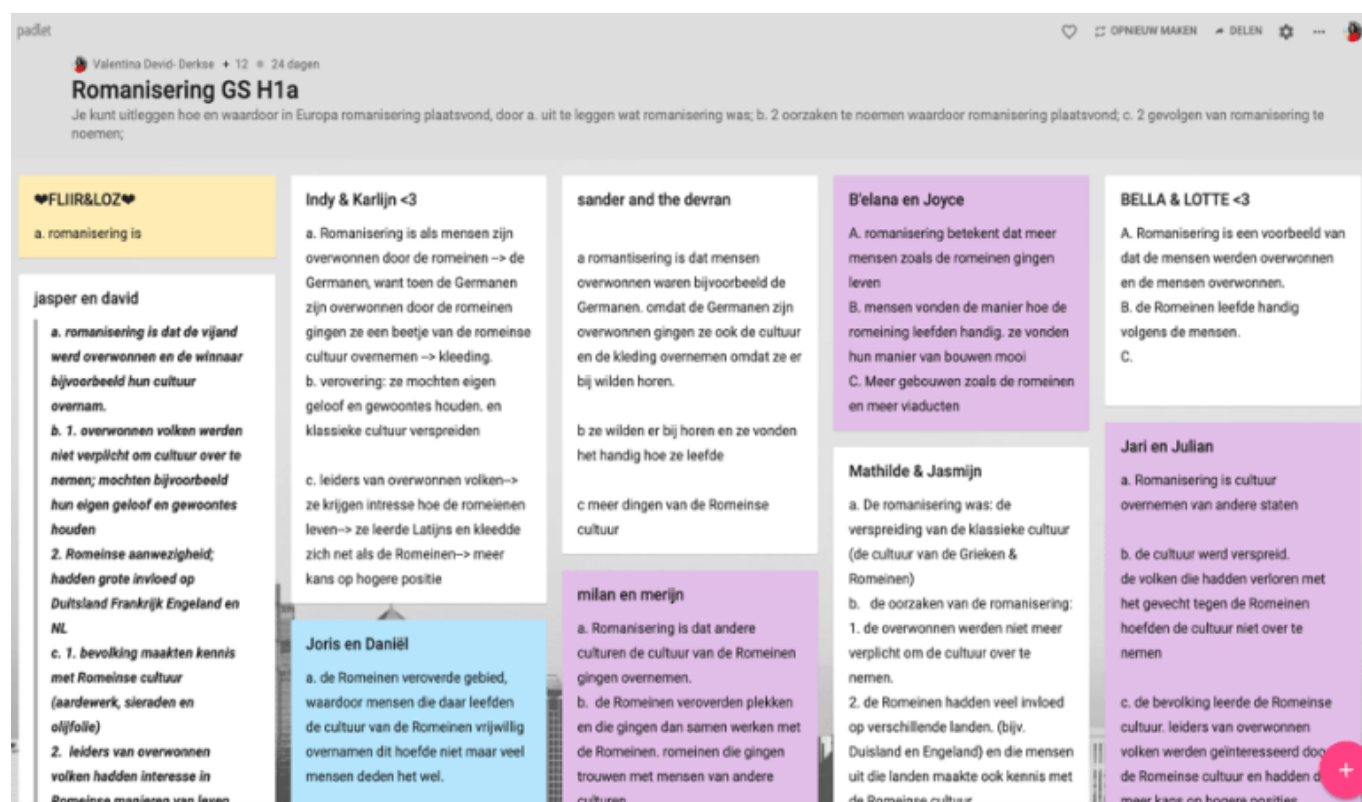 padlet
OPNIEUW MAKEN
DELEN
Valentina Devid- Derkse + 12 24 dagen
Romanisering GS H1a
Je kunt uitleggen hoe en waardoor in Europa romanisering plaatsvond, door a. uit te leggen wat romanisering was; b. 2 oorzaken te noemen waardoor romanisering plaatsvond; c. 2 gevolgen van romanisering te
noemen;
❤FLIIR&LOZ❤
a. romanisering is
jasper en david
a. romanisering is dat de vijand
werd overwonnen en de winnaar
bijvoorbeeld hun cultuur
overnam.
b. 1. overwonnen volken werden
niet verplicht om cultuur over te
nemen; mochten bijvoorbeeld
hun eigen geloof en gewoontes
houden
2. Romeinse aanwezigheid;
hadden grote invloed op
Duitsland Frankrijk Engeland en
NL
c. 1. bevolking maakten kennis
met Romeinse cultuur
(aardewerk, sieraden en
olijfolie)
2. leiders van overwonnen
volken hadden interesse in
Romeinse manieren van leven
Indy & Karlijn <3
a. Romanisering is als mensen zijn
overwonnen door de romeinen --> de
Germanen, want toen de Germanen
zijn overwonnen door de romeinen
gingen ze een beetje van de romeinse
cultuur overnemen --> kleeding.
b. verovering: ze mochten eigen
geloof en gewoontes houden. en
klassieke cultuur verspreiden
c. leiders van overwonnen volken-->
ze krijgen intresse hoe de romeienen
leven--> ze leerde Latijns en kleedde
zich net als de Romeinen--> meer
kans op hogere positie
Joris en Daniël
a. de Romeinen veroverde gebied,
waardoor mensen die daar leefden
de cultuur van de Romeinen vrijwillig
overnamen dit hoefde niet maar veel
mensen deden het wel.
sander and the devran
a romantisering is dat mensen
overwonnen waren bijvoorbeeld de
Germanen. omdat de Germanen zijn
overwonnen gingen ze ook de cultuur
en de kleding overnemen omdat ze er
bij wilden horen.
b ze wilden er bij horen en ze vonden
het handig hoe ze leefde
c meer dingen van de Romeinse
cultuur
milan en merijn
a. Romanisering is dat andere
culturen de cultuur van de Romeinen
gingen overnemen.
b. de Romeinen veroverden plekken
en die gingen dan samen werken met
de Romeinen. romeinen die gingen
trouwen met mensen van andere
culturen
B'elana en Joyce
A. romanisering betekent dat meer
mensen zoals de romeinen gingen
leven
B. mensen vonden de manier hoe de
romeining leefden handig. ze vonden
hun manier van bouwen mooi
C. Meer gebouwen zoals de romeinen
en meer viaducten
Mathilde & Jasmijn
a. De romanisering was: de
verspreiding van de klassieke cultuur
(de cultuur van de Grieken &
Romeinen)
b. de oorzaken van de romanisering:
1. de overwonnen werden niet meer
verplicht om de cultuur over te
nemen.
2. de Romeinen hadden veel invloed
op verschillende landen. (bijv.
Duisland en Engeland) en die mensen
uit die landen maakte ook kennis met
de Romeinse cultuur
BELLA & LOTTE <3
A. Romanisering is een voorbeeld van
dat de mensen werden overwonnen
en de mensen overwonnen.
B. de Romeinen leefde handig
volgens de mensen.
C.
Jari en Julian
a. Romanisering is cultuur
overnemen van andere staten
b. de cultuur werd verspreid.
de volken die hadden verloren met
het gevecht tegen de Romeinen
hoefden de cultuur niet over te
nemen
c. de bevolking leerde de Romeinse
cultuur. leiders van overwonnen
volken werden geïnteresseerd
de Romeinse cultuur en hadden
meer kans op hogere posities